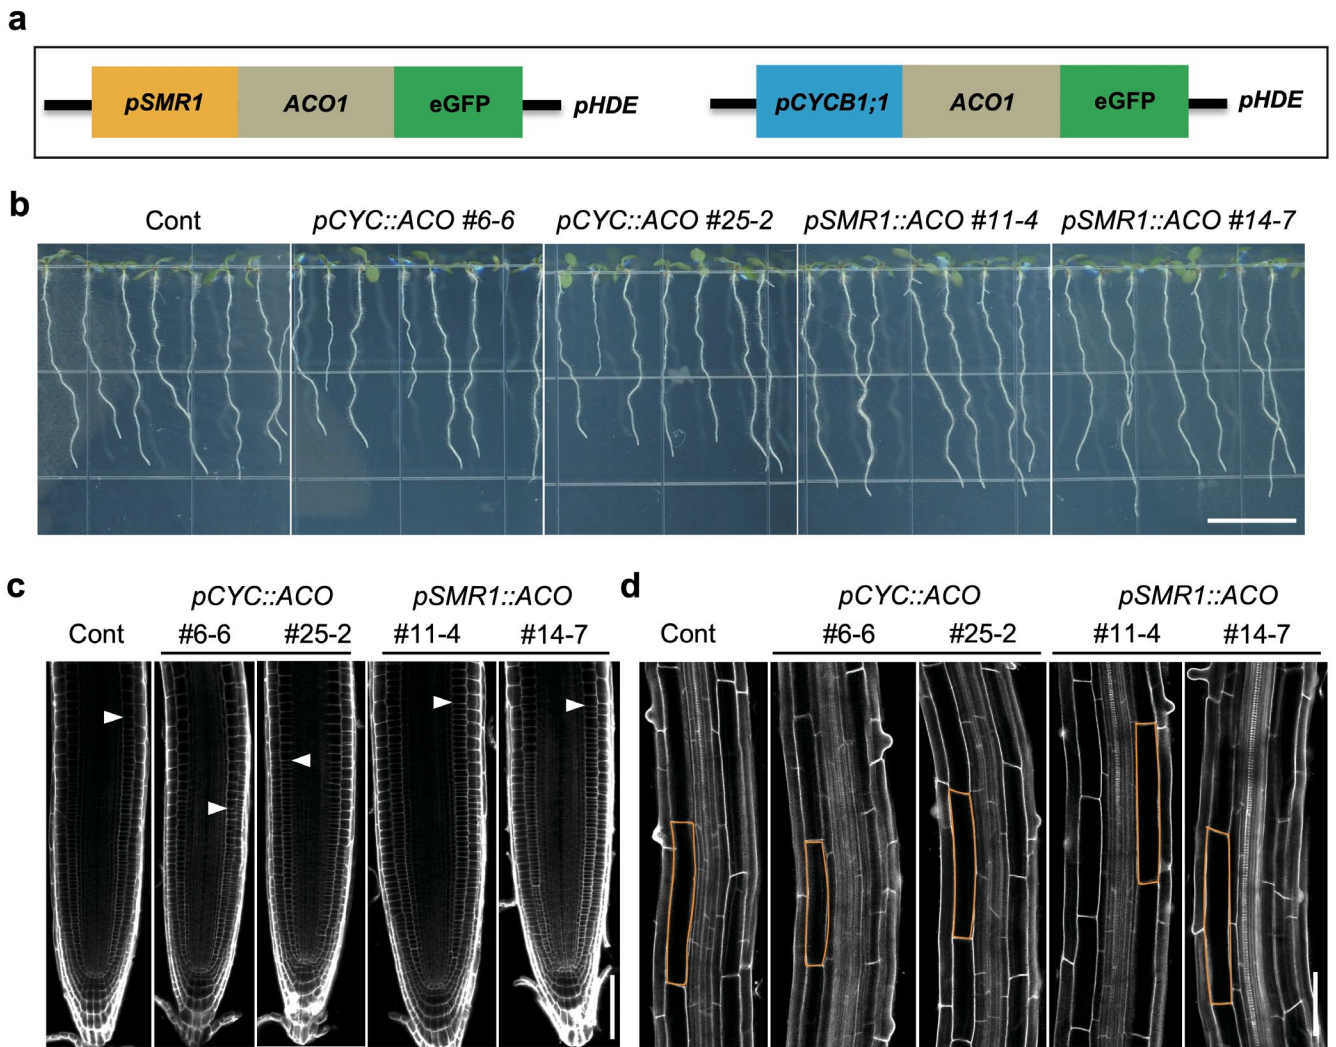 a
pSMR1 ACO1 eGFP pHDE pCYCB1;1 ACO1 eGFP pHDE
b
Cont pCYC::ACO #6-6 pCYC::ACO #25-2 pSMR1::ACO #11-4 pSMR1::ACO #14-7
c
pCYC::ACO pSMR1::ACO
Cont #6-6 #25-2 #11-4 #14-7
d
pCYC::ACO pSMR1::ACO
Cont #6-6 #25-2 #11-4 #14-7